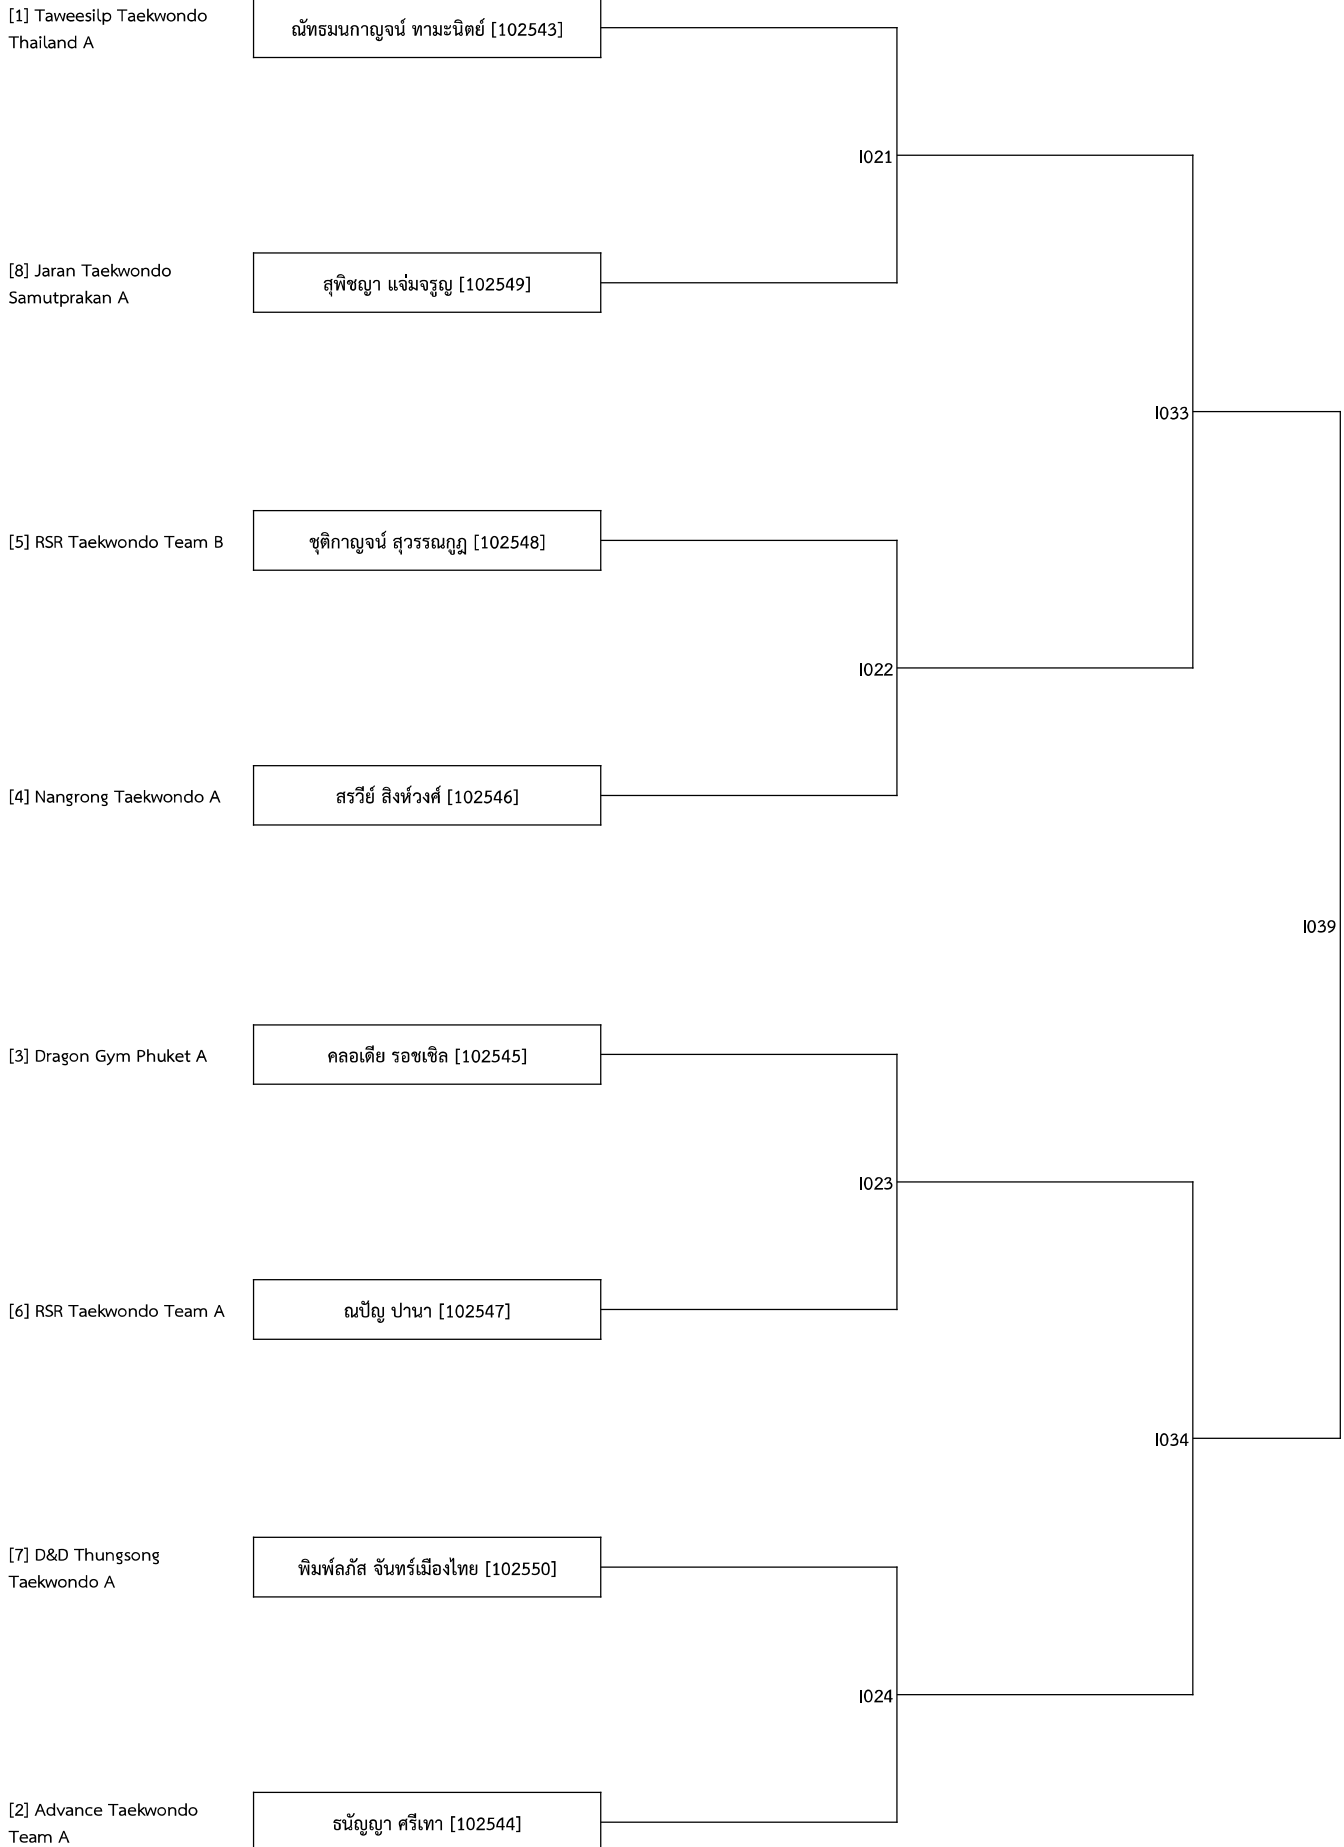 [1] Taweesilp Taekwondo
Thailand A
ณัทธมนกาญจน์ ทามะนิตย์ [102543]
I021
[8] Jaran Taekwondo
Samutprakan A
สุพิชญา แจ่มจรูญ [102549]
I033
[5] RSR Taekwondo Team B
ชุติกาญจน์ สุวรรณกูฎ [102548]
I022
[4] Nangrong Taekwondo A
สรวีย์ สิงห์วงศ์ [102546]
I039
[3] Dragon Gym Phuket A
คลอเดีย รอชเชิล [102545]
I023
[6] RSR Taekwondo Team A
ณปัญ ปานา [102547]
I034
[7] D&D Thungsong
Taekwondo A
พิมพ์ลภัส จันทร์เมืองไทย [102550]
I024
[2] Advance Taekwondo
Team A
ธนัญญา ศรีเทา [102544]